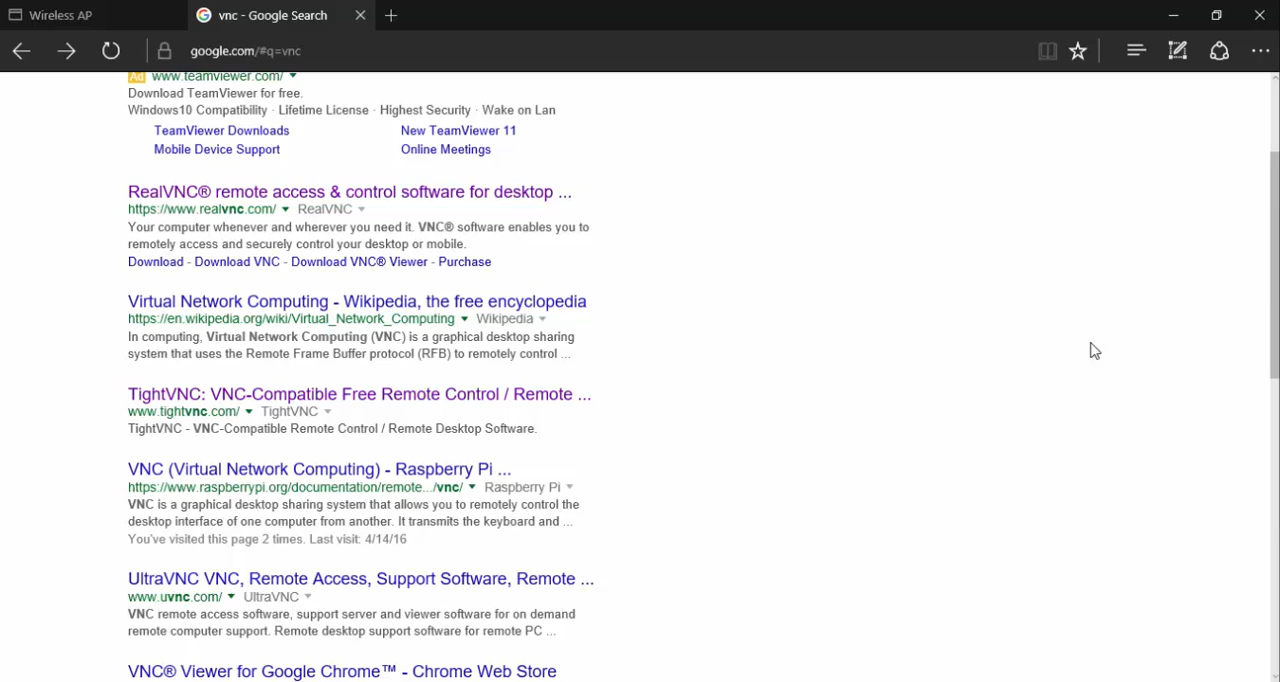 Wireless AP
vnc - Google Search
google.com/#q=vnc
Ad www.teamviewer.com/
Download TeamViewer for free.
Windows10 Compatibility · Lifetime License · Highest Security · Wake on Lan
TeamViewer Downloads New TeamViewer 11
Mobile Device Support Online Meetings
RealVNC® remote access & control software for desktop ...
https://www.realvnc.com/ RealVNC
Your computer whenever and wherever you need it. VNC® software enables you to
remotely access and securely control your desktop or mobile.
Download - Download VNC - Download VNC® Viewer - Purchase
Virtual Network Computing - Wikipedia, the free encyclopedia
https://en.wikipedia.org/wiki/Virtual_Network_Computing Wikipedia
In computing, Virtual Network Computing (VNC) is a graphical desktop sharing
system that uses the Remote Frame Buffer protocol (RFB) to remotely control ...
TightVNC: VNC-Compatible Free Remote Control / Remote ...
www.tightvnc.com/ TightVNC
TightVNC - VNC-Compatible Remote Control / Remote Desktop Software.
VNC (Virtual Network Computing) - Raspberry Pi ...
https://www.raspberrypi.org/documentation/remote.../vnc/ Raspberry Pi
VNC is a graphical desktop sharing system that allows you to remotely control the
desktop interface of one computer from another. It transmits the keyboard and ...
You've visited this page 2 times. Last visit: 4/14/16
UltraVNC VNC, Remote Access, Support Software, Remote ...
www.uvnc.com/ UltraVNC
VNC remote access software, support server and viewer software for on demand
remote computer support. Remote desktop support software for remote PC ...
VNC® Viewer for Google Chrome™ - Chrome Web Store